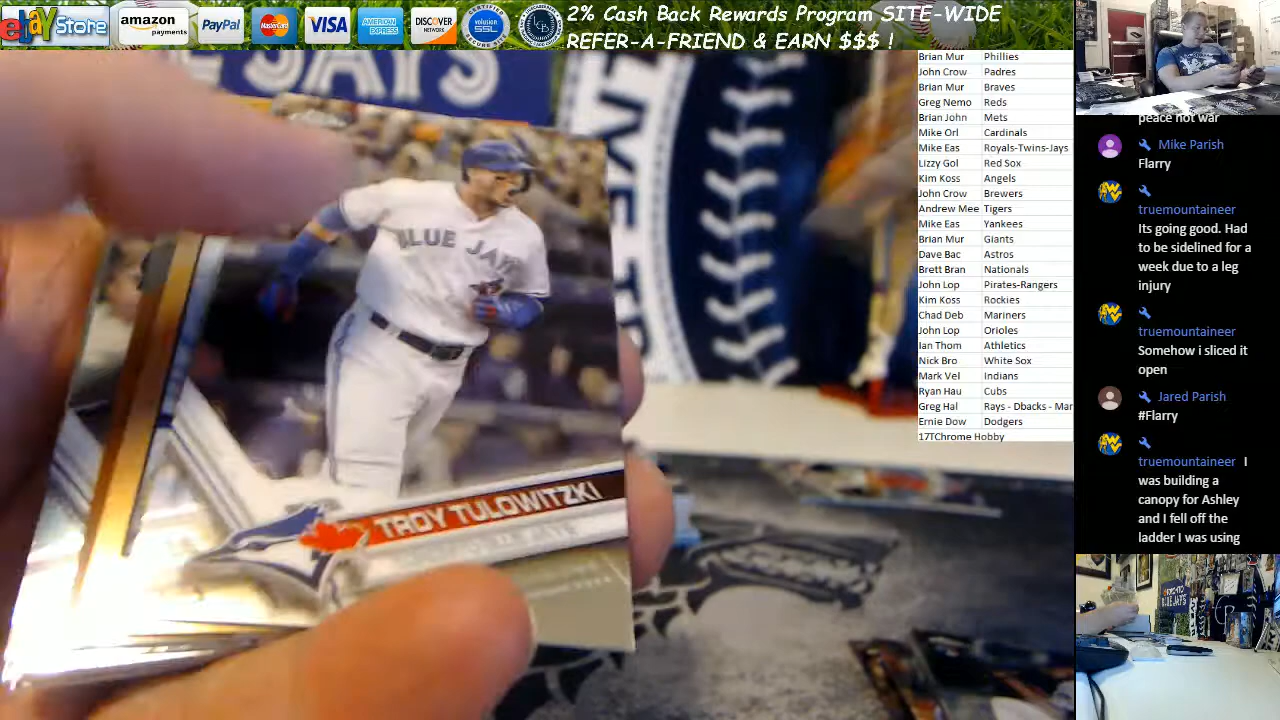 ebay Store
amazon payments
PayPal
MasterCard
VISA
AMERICAN EXPRESS
DISCOVER NETWORK
volusion SSL
2% Cash Back Rewards Program SITE-WIDE
REFER-A-FRIEND & EARN $$$ !
Brian Mur Phillies
John Crow Padres
Brian Mur Braves
Greg Nemo Reds
Brian John Mets
Mike Orl Cardinals
Mike Eas Royals-Twins-Jays
Lizzy Gol Red Sox
Kim Koss Angels
John Crow Brewers
Andrew Mee Tigers
Mike Eas Yankees
Brian Mur Giants
Dave Bac Astros
Brett Bran Nationals
John Lop Pirates-Rangers
Kim Koss Rockies
Chad Deb Mariners
John Lop Orioles
Ian Thom Athletics
Nick Bro White Sox
Mark Vel Indians
Ryan Hau Cubs
Greg Hal Rays - Dbacks - Mar
Ernie Dow Dodgers
17TChrome Hobby
peace not war
Mike Parish
Flarry
truemountaineer
Its going good. Had
to be sidelined for a
week due to a leg
injury
truemountaineer
Somehow i sliced it
open
Jared Parish
#Flarry
truemountaineer I
was building a
canopy for Ashley
and I fell off the
ladder I was using
JAYS
BLUE JAYS
TROY TULOWITZKI
BLUE JAYS